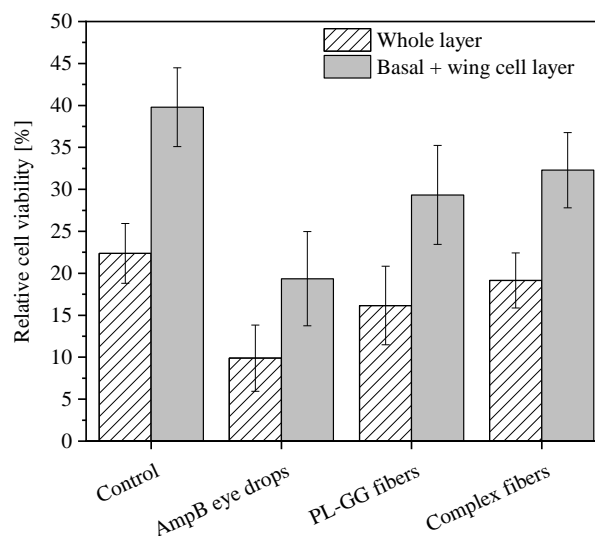 50
45
40
35
30
25
20
15
10
5
0
Relative cell viability [%]
Whole layer
Basal + wing cell layer
Control
AmpB eye drops
PL-GG fibers
Complex fibers